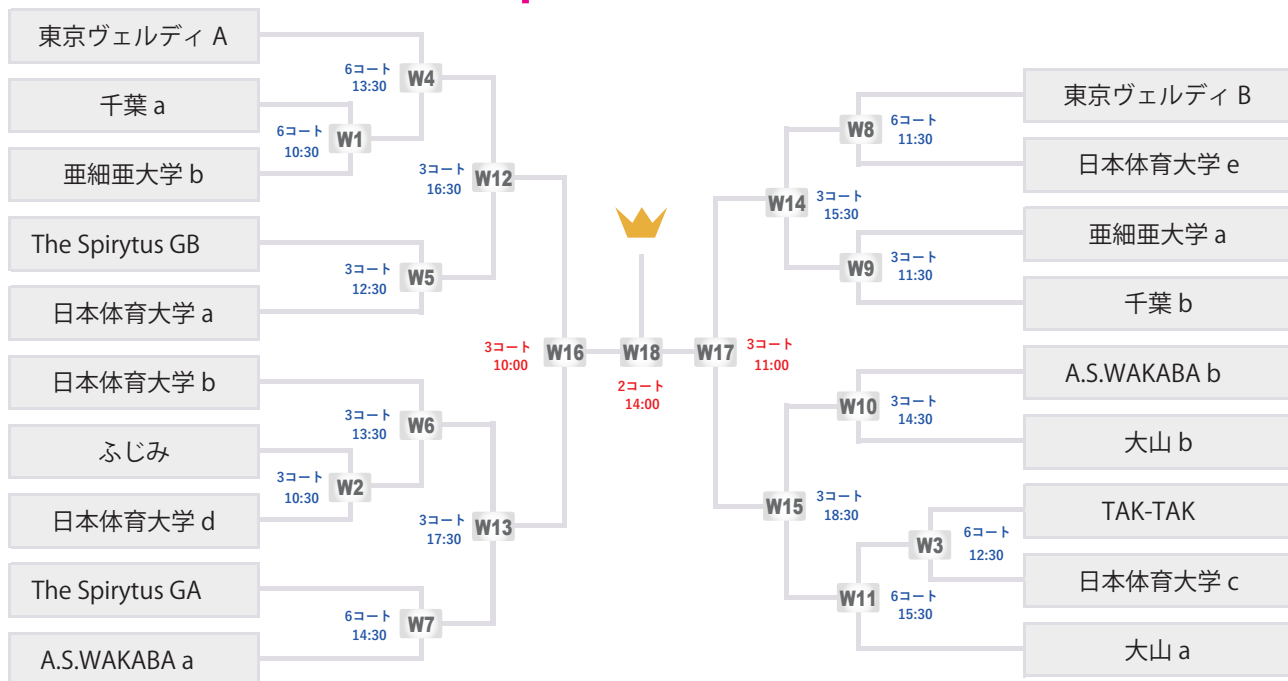 東京ヴェルディ A
千葉 a
亜細亜大学 b
The Spirytus GB
日本体育大学 a
日本体育大学 b
ふじみ
日本体育大学 d
The Spirytus GA
A.S.WAKABA a
6コート
13:30
W4
6コート
10:30
W1
3コート
16:30
W12
3コート
12:30
W5
3コート
13:30
W6
3コート
10:30
W2
3コート
17:30
W13
6コート
14:30
W7
3コート
10:00
W16
W18
2コート
14:00
W17
3コート
11:00
W8
6コート
11:30
W14
3コート
15:30
W9
3コート
11:30
W10
3コート
14:30
W15
3コート
18:30
W3
6コート
12:30
W11
6コート
15:30
東京ヴェルディ B
日本体育大学 e
亜細亜大学 a
千葉 b
A.S.WAKABA b
大山 b
TAK-TAK
日本体育大学 c
大山 a